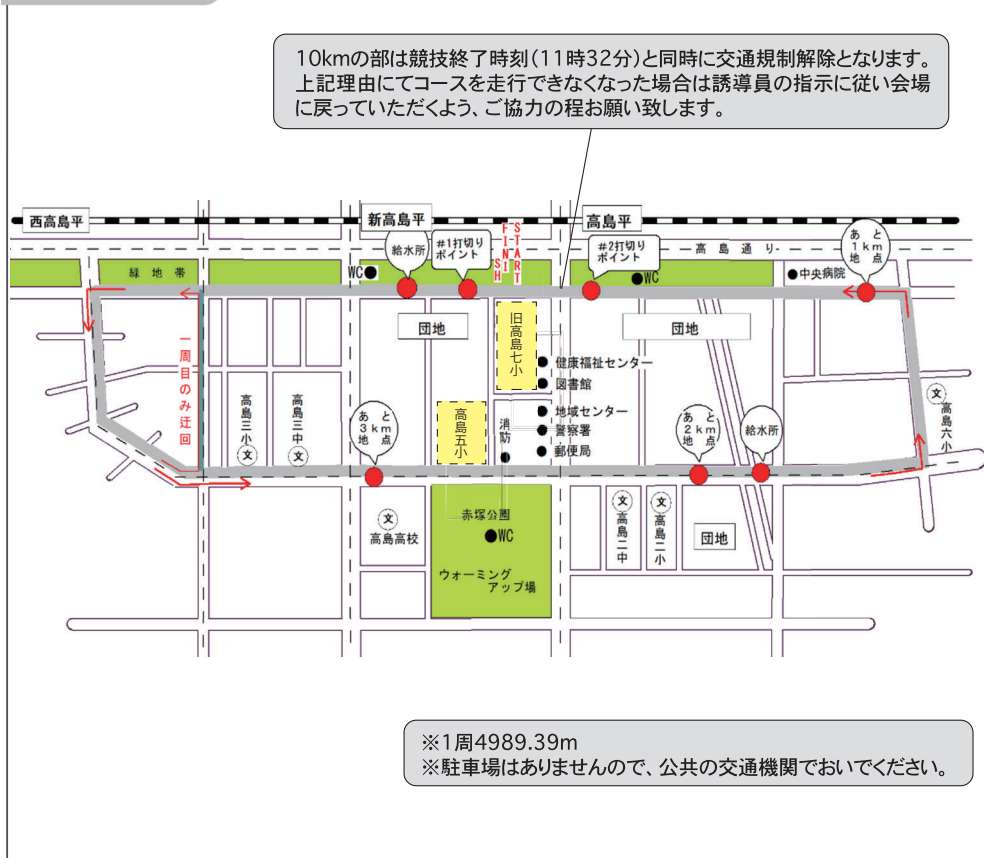 10kmの部は競技終了時刻(11時32分)と同時に交通規制解除となります。
上記理由にてコースを走行できなくなった場合は誘導員の指示に従い会場
に戻っていただくよう、ご協力の程お願い致します。
西高島平
新高島平
高島平
給水所
#1打切り
ポイント
FINISH
START
#2打切り
ポイント
高島通り
あと
1km
地点
緑地帯
WC
WC
中央病院
一周目のみ迂回
団地
旧高島七小
団地
健康福祉センター
図書館
地域センター
警察署
郵便局
消防
高島三小
文
高島三中
文
あと
3km
地点
高島五小
あと
2km
地点
給水所
文
高島六小
文
高島高校
赤塚公園
WC
ウォーミング
アップ場
文
高島二中
文
高島二小
団地
※1周4989.39m
※駐車場はありませんので、公共の交通機関でおいでください。